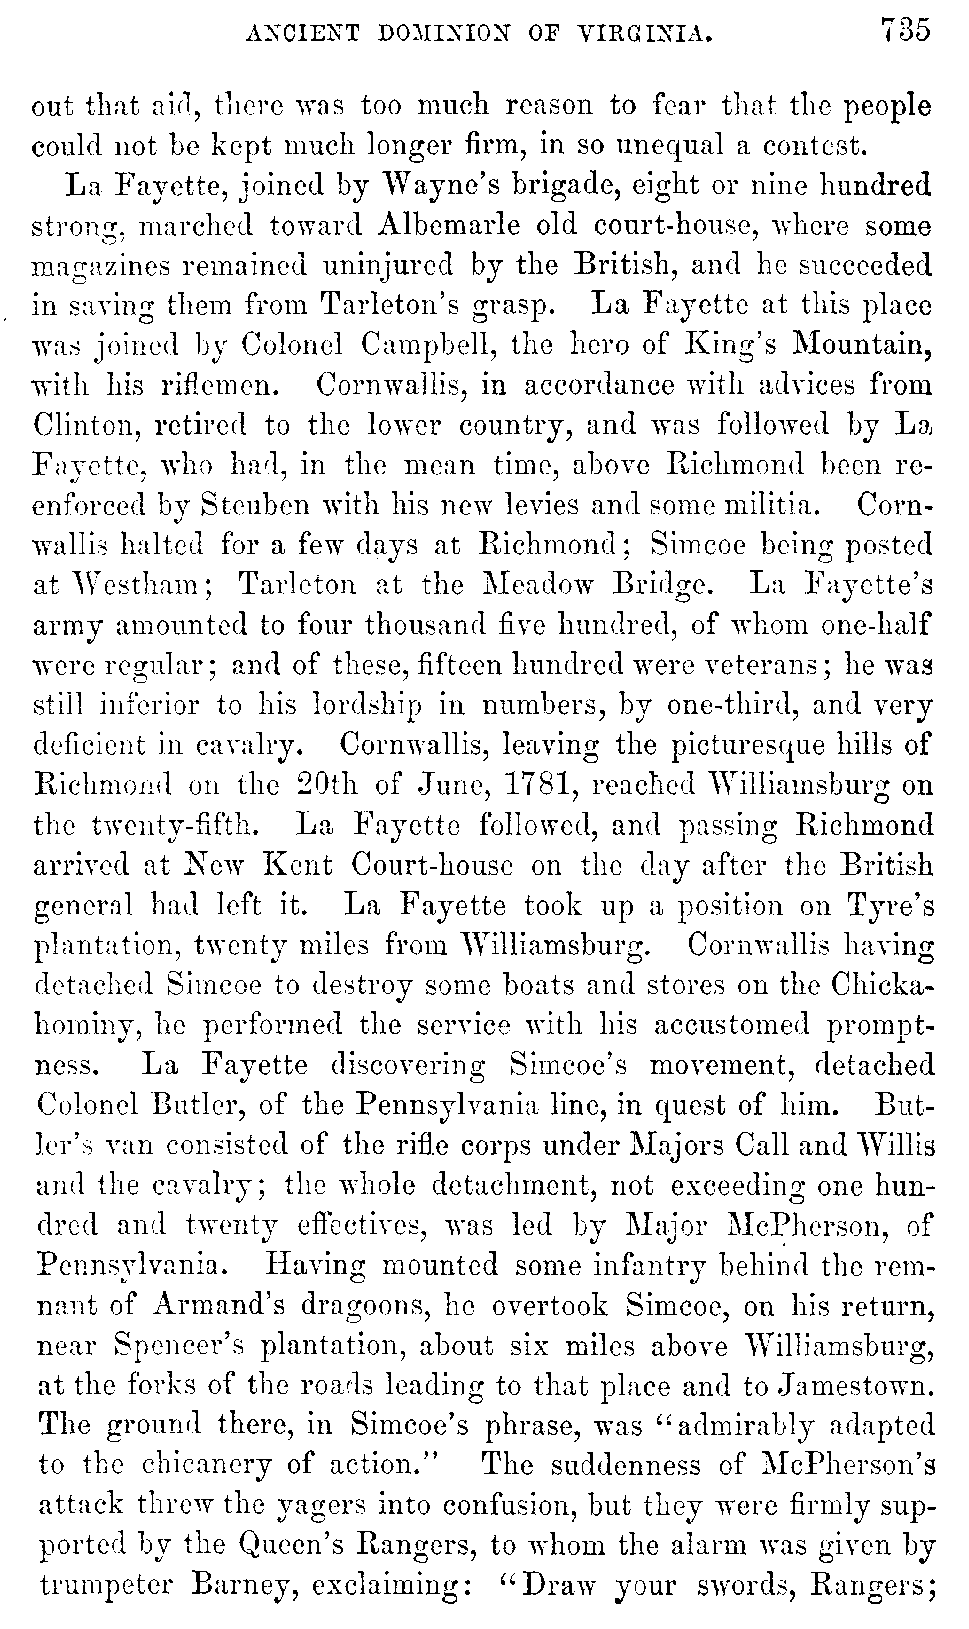 ANCIENT DOMINION OF VIRGINIA. 735
out that aid, there was too much reason to fear that the people
could not be kept much longer firm, in so unequal a contest.
La Fayette, joined by Wayne's brigade, eight or nine hundred
strong, marched toward Albemarle old court-house, where some
magazines remained uninjured by the British, and he succeeded
in saving them from Tarleton's grasp. La Fayette at this place
was joined by Colonel Campbell, the hero of King's Mountain,
with his riflemen. Cornwallis, in accordance with advices from
Clinton, retired to the lower country, and was followed by La
Fayette, who had, in the mean time, above Richmond been re-
enforced by Steuben with his new levies and some militia. Corn-
wallis halted for a few days at Richmond; Simcoe being posted
at Westham; Tarleton at the Meadow Bridge. La Fayette's
army amounted to four thousand five hundred, of whom one-half
were regular; and of these, fifteen hundred were veterans; he was
still inferior to his lordship in numbers, by one-third, and very
deficient in cavalry. Cornwallis, leaving the picturesque hills of
Richmond on the 20th of June, 1781, reached Williamsburg on
the twenty-fifth. La Fayette followed, and passing Richmond
arrived at New Kent Court-house on the day after the British
general had left it. La Fayette took up a position on Tyre's
plantation, twenty miles from Williamsburg. Cornwallis having
detached Simcoe to destroy some boats and stores on the Chicka-
hominy, he performed the service with his accustomed prompt-
ness. La Fayette discovering Simcoe's movement, detached
Colonel Butler, of the Pennsylvania line, in quest of him. But-
ler's van consisted of the rifle corps under Majors Call and Willis
and the cavalry; the whole detachment, not exceeding one hun-
dred and twenty effectives, was led by Major McPherson, of
Pennsylvania. Having mounted some infantry behind the rem-
nant of Armand's dragoons, he overtook Simcoe, on his return,
near Spencer's plantation, about six miles above Williamsburg,
at the forks of the roads leading to that place and to Jamestown.
The ground there, in Simcoe's phrase, was "admirably adapted
to the chicanery of action." The suddenness of McPherson's
attack threw the yagers into confusion, but they were firmly sup-
ported by the Queen's Rangers, to whom the alarm was given by
trumpeter Barney, exclaiming: "Draw your swords, Rangers;